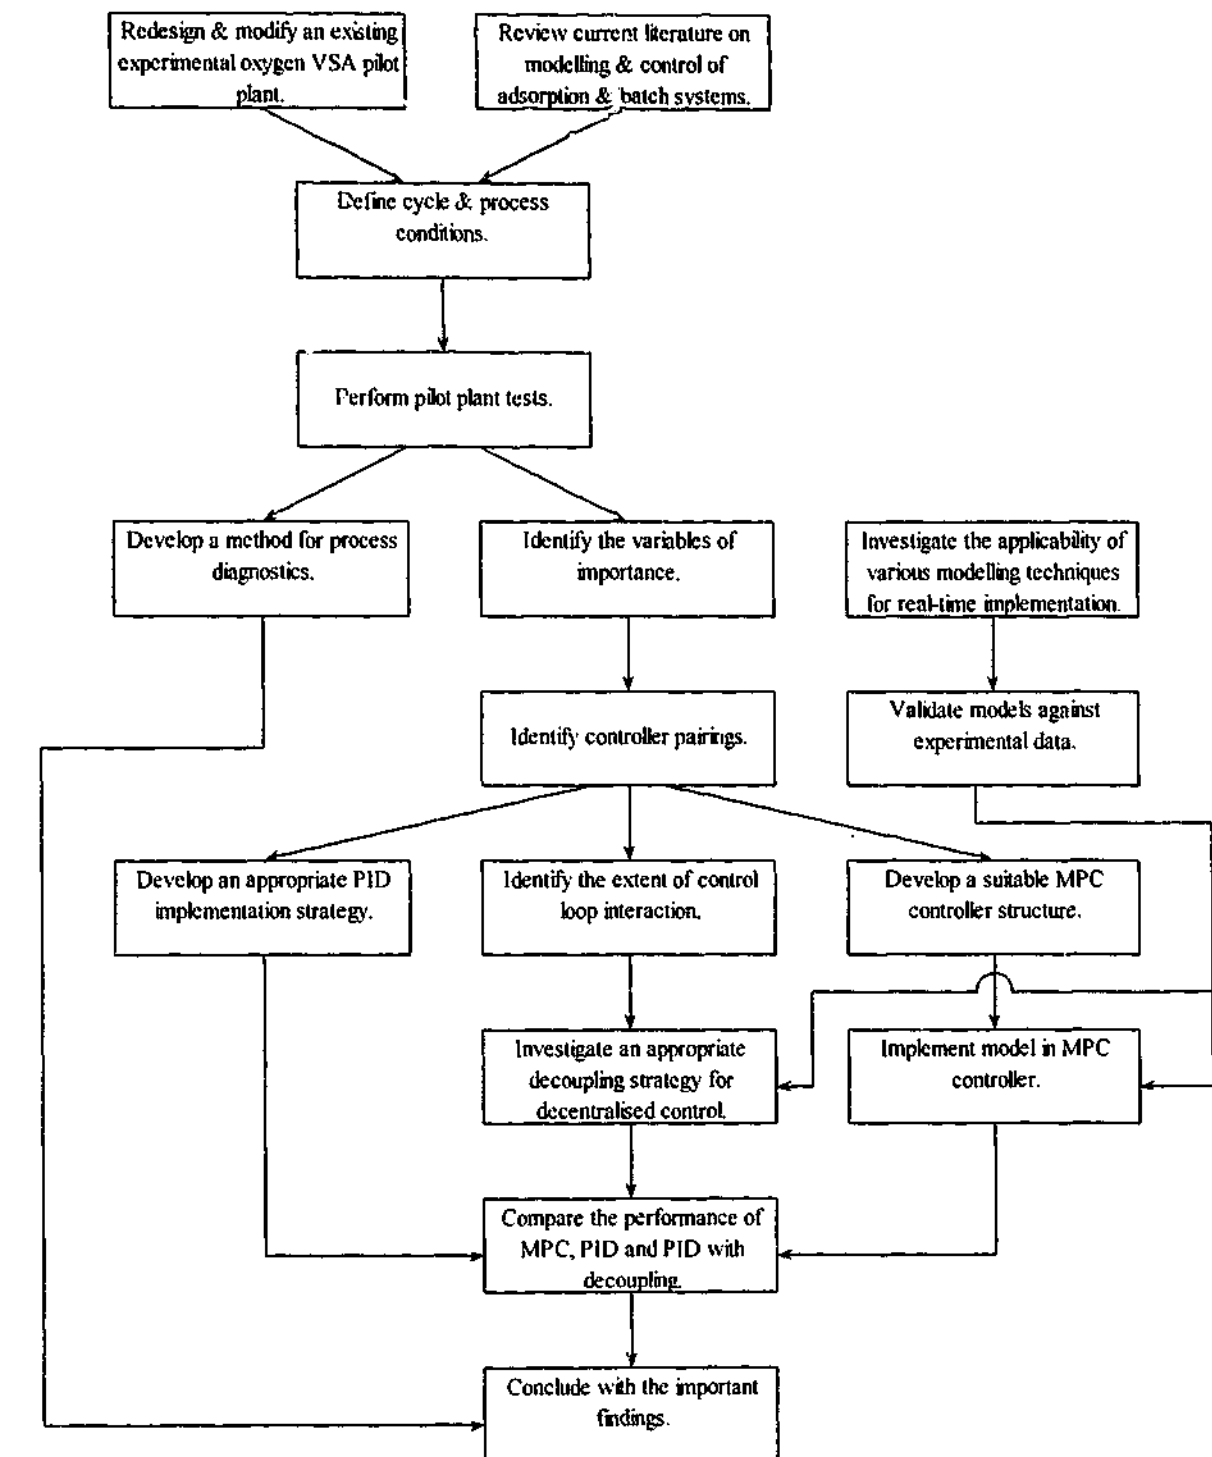 Redesign & modify an existing
experimental oxygen VSA pilot
plant.
Review current literature on
modelling & control of
adsorption & batch systems.
Define cycle & process
conditions.
Perform pilot plant tests.
Develop a method for process
diagnostics.
Identify the variables of
importance.
Investigate the applicability of
various modelling techniques
for real-time implementation.
Identify controller pairings.
Validate models against
experimental data.
Develop an appropriate PID
implementation strategy.
Identify the extent of control
loop interaction.
Develop a suitable MPC
controller structure.
Investigate an appropriate
decoupling strategy for
decentralised control.
Implement model in MPC
controller.
Compare the performance of
MPC, PID and PID with
decoupling.
Conclude with the important
findings.